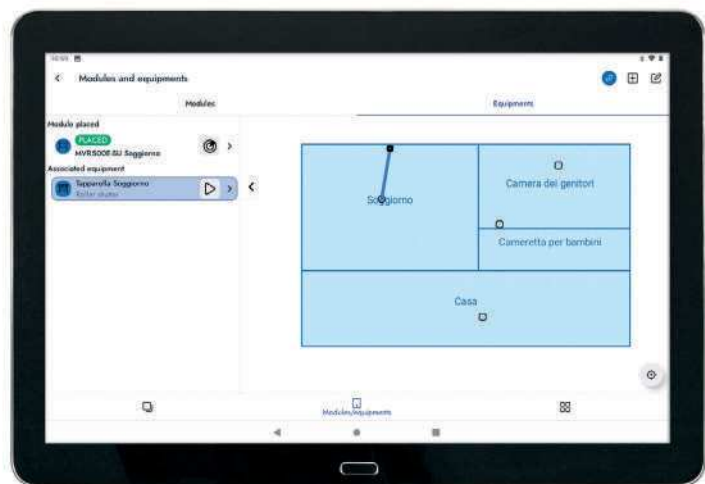 Modules and equipments
Modules
Equipments
Module placed
PLACED
MVR500E-SU Soggiorno
Associated equipment
Tapparella Soggiorno
Roller shutter
Soggiorno
Camera dei genitori
Cameretta per bambini
Casa
Modules/equipments